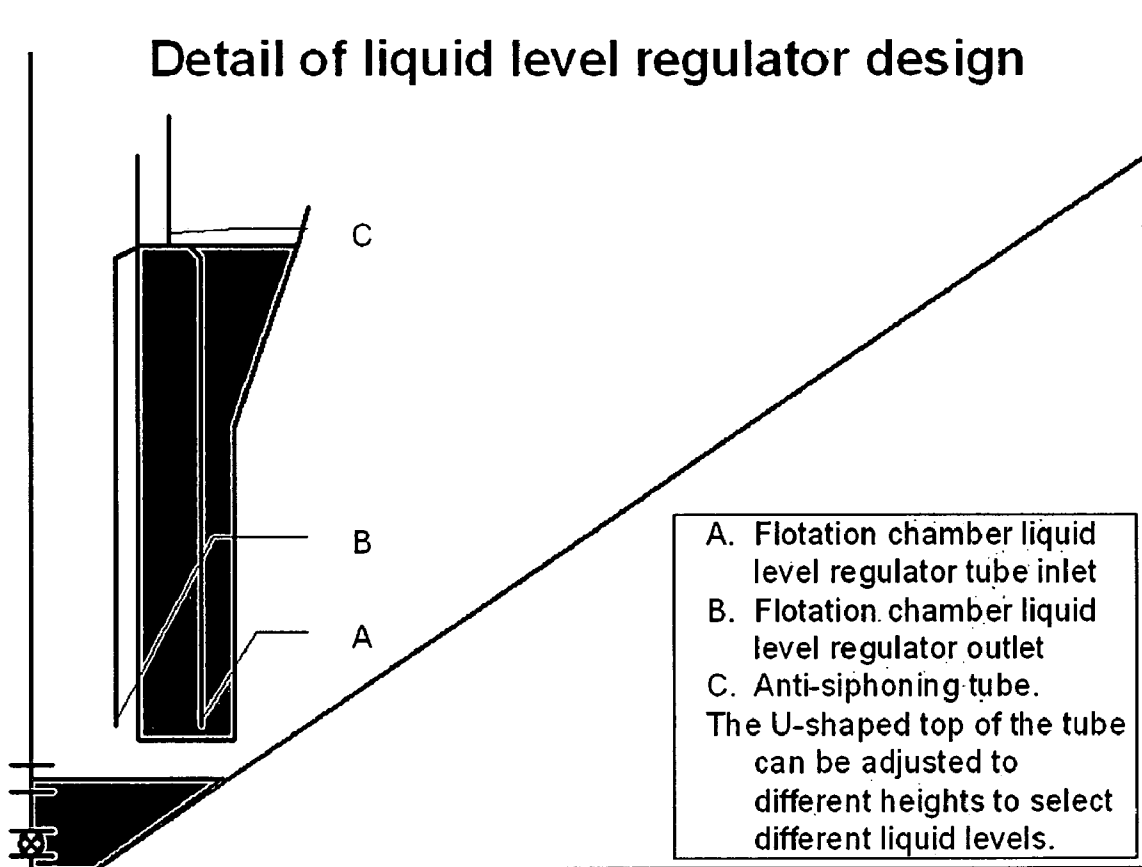 Detail of liquid level regulator design
C
B
A
A. Flotation chamber liquid
level regulator tube inlet
B. Flotation chamber liquid
level regulator outlet
C. Anti-siphoning tube.
The U-shaped top of the tube
can be adjusted to
different heights to select
different liquid levels.